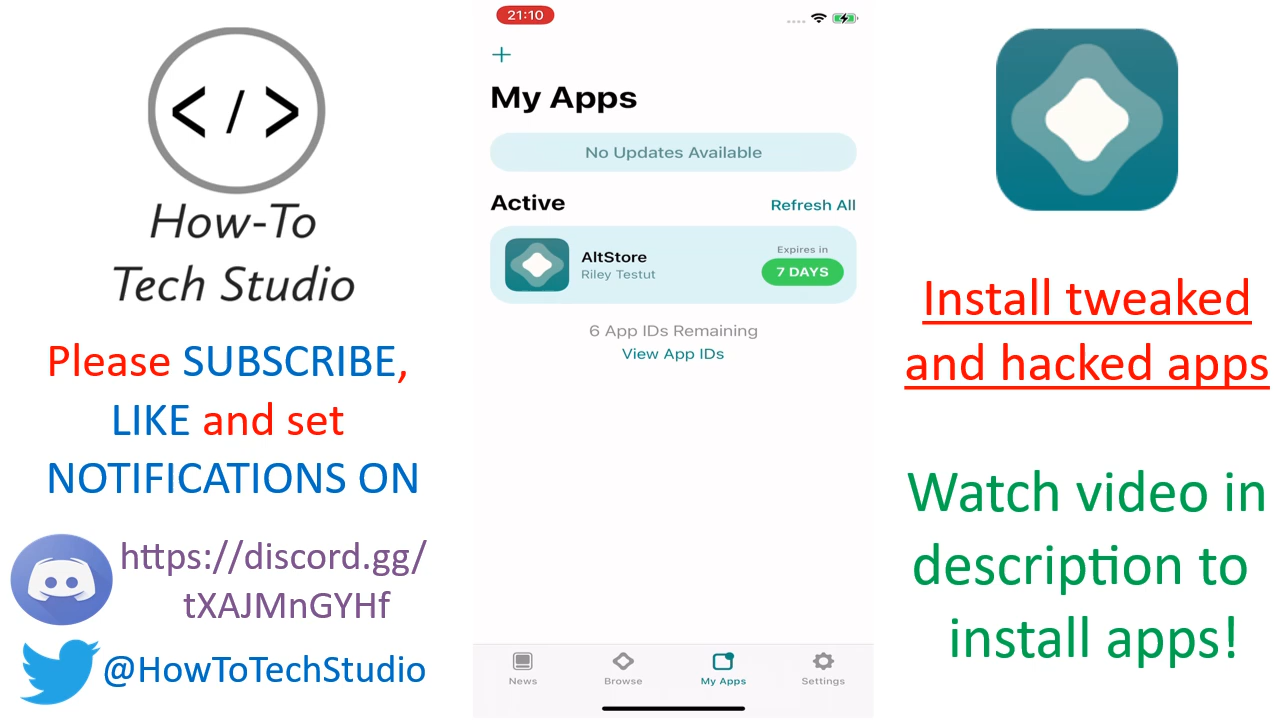 </>
How-To
Tech Studio
Please SUBSCRIBE,
LIKE and set
NOTIFICATIONS ON
https://discord.gg/
tXAJMnGYHf
@HowToTechStudio
21:10
+
My Apps
No Updates Available
Active
Refresh All
AltStore
Riley Testut
Expires in
7 DAYS
6 App IDs Remaining
View App IDs
News
Browse
My Apps
Settings
Install tweaked
and hacked apps
Watch video in
description to
install apps!